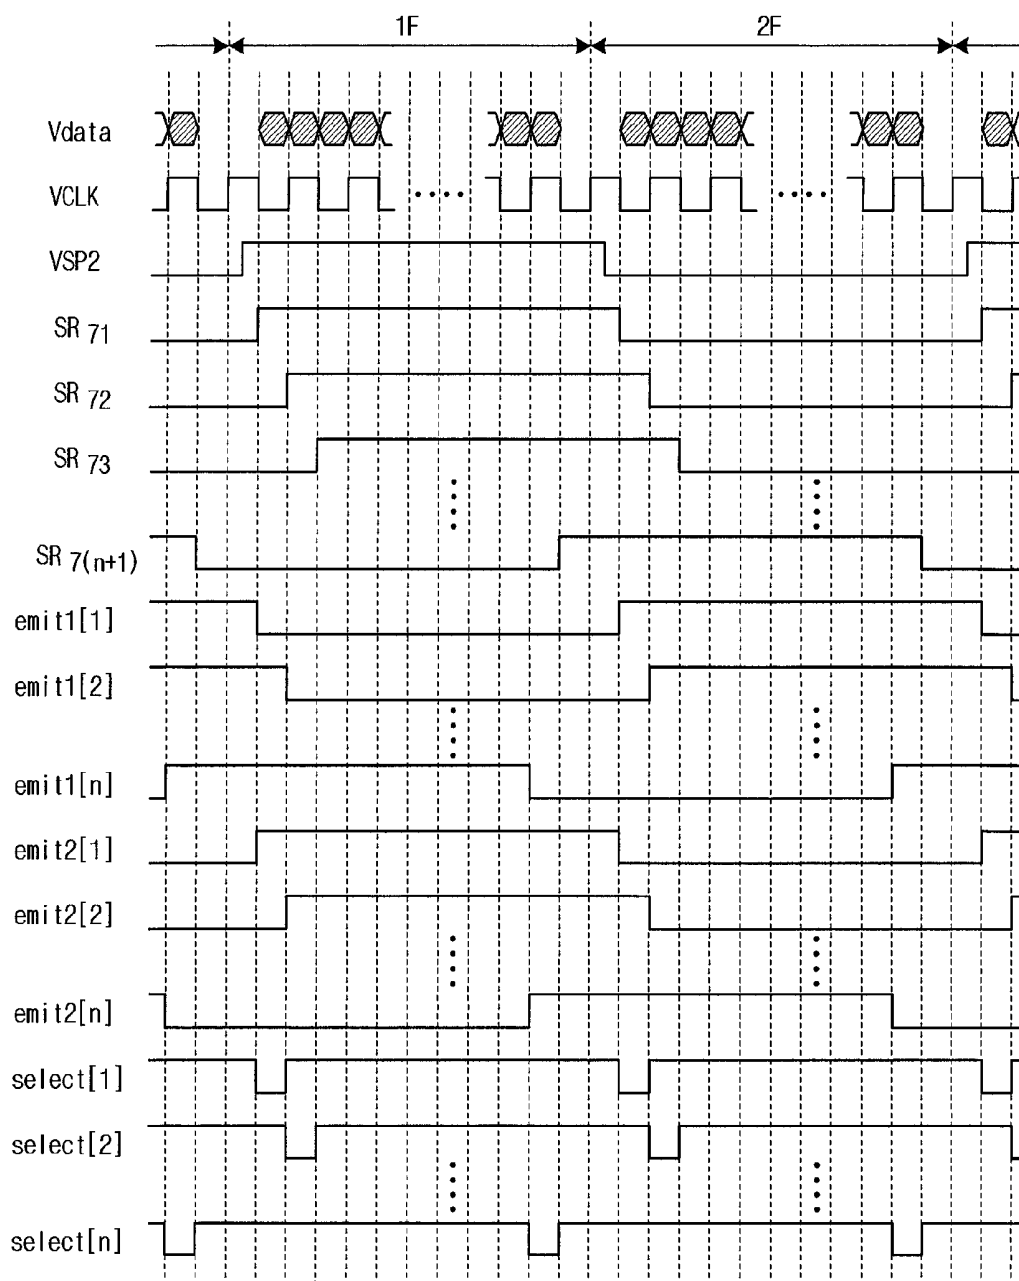 1F 2F
Vdata
VCLK
VSP2
SR 71
SR 72
SR 73
SR 7(n+1)
emit1[1]
emit1[2]
emit1[n]
emit2[1]
emit2[2]
emit2[n]
select[1]
select[2]
select[n]